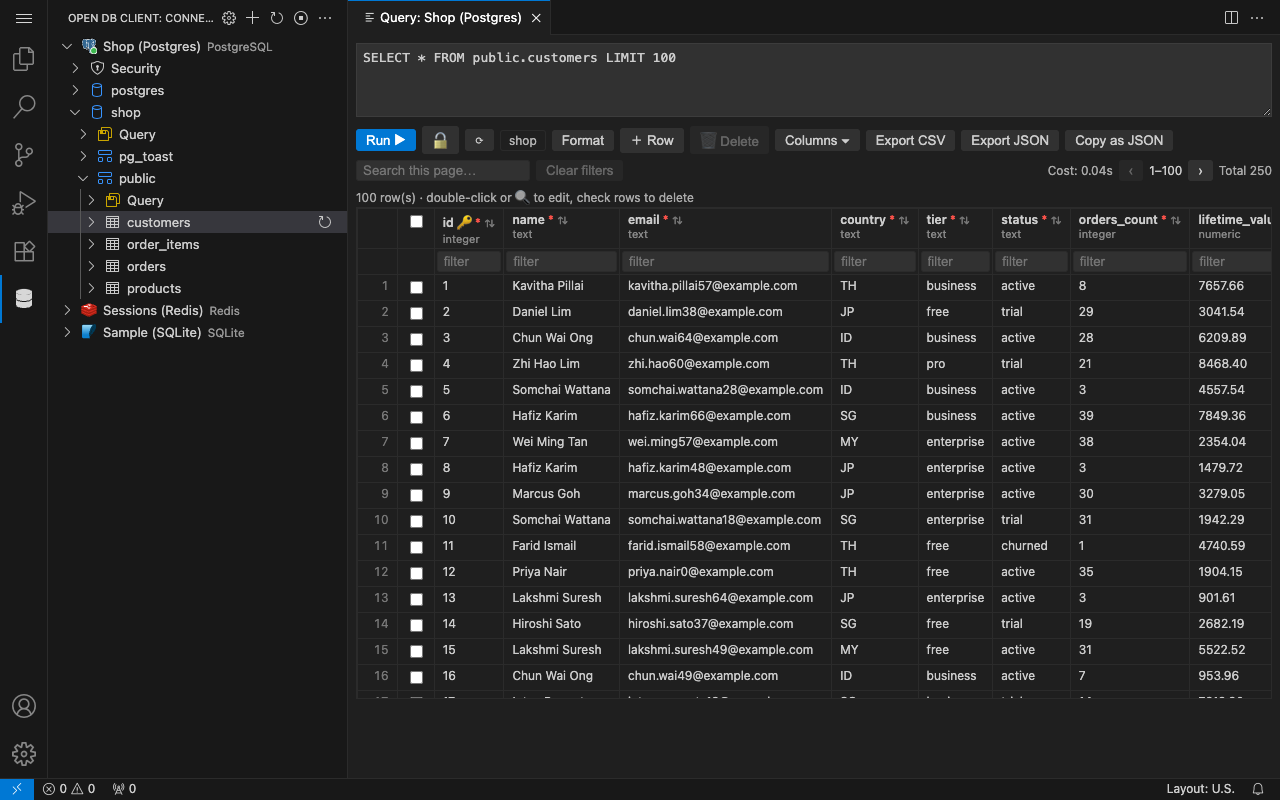 OPEN DB CLIENT: CONNE...
Shop (Postgres) PostgreSQL
Security
postgres
shop
Query
pg_toast
public
Query
customers
order_items
orders
products
Sessions (Redis) Redis
Sample (SQLite) SQLite
Query: Shop (Postgres)
SELECT * FROM public.customers LIMIT 100
Run shop Format + Row Delete Columns Export CSV Export JSON Copy as JSON
Search this page... Clear filters Cost: 0.04s ‹ 1–100 › Total 250
100 row(s) · double-click or 🔍 to edit, check rows to delete
id * name * email * country * tier * status * orders_count * lifetime_valu
integer text text text text text integer numeric
filter filter filter filter filter filter filter filter
1 1 Kavitha Pillai kavitha.pillai57@example.com TH business active 8 7657.66
2 2 Daniel Lim daniel.lim38@example.com JP free trial 29 3041.54
3 3 Chun Wai Ong chun.wai64@example.com ID business active 28 6209.89
4 4 Zhi Hao Lim zhi.hao60@example.com TH pro trial 21 8468.40
5 5 Somchai Wattana somchai.wattana28@example.com ID business active 3 4557.54
6 6 Hafiz Karim hafiz.karim66@example.com SG business active 39 7849.36
7 7 Wei Ming Tan wei.ming57@example.com MY enterprise active 38 2354.04
8 8 Hafiz Karim hafiz.karim48@example.com JP enterprise active 3 1479.72
9 9 Marcus Goh marcus.goh34@example.com JP enterprise active 30 3279.05
10 10 Somchai Wattana somchai.wattana18@example.com SG enterprise trial 31 1942.29
11 11 Farid Ismail farid.ismail58@example.com TH free churned 1 4740.59
12 12 Priya Nair priya.nair0@example.com TH free active 35 1904.15
13 13 Lakshmi Suresh lakshmi.suresh64@example.com JP enterprise active 3 901.61
14 14 Hiroshi Sato hiroshi.sato37@example.com SG free trial 19 2682.19
15 15 Lakshmi Suresh lakshmi.suresh49@example.com MY free active 31 5522.52
16 16 Chun Wai Ong chun.wai49@example.com ID business active 7 953.96
0 0 0 Layout: U.S.